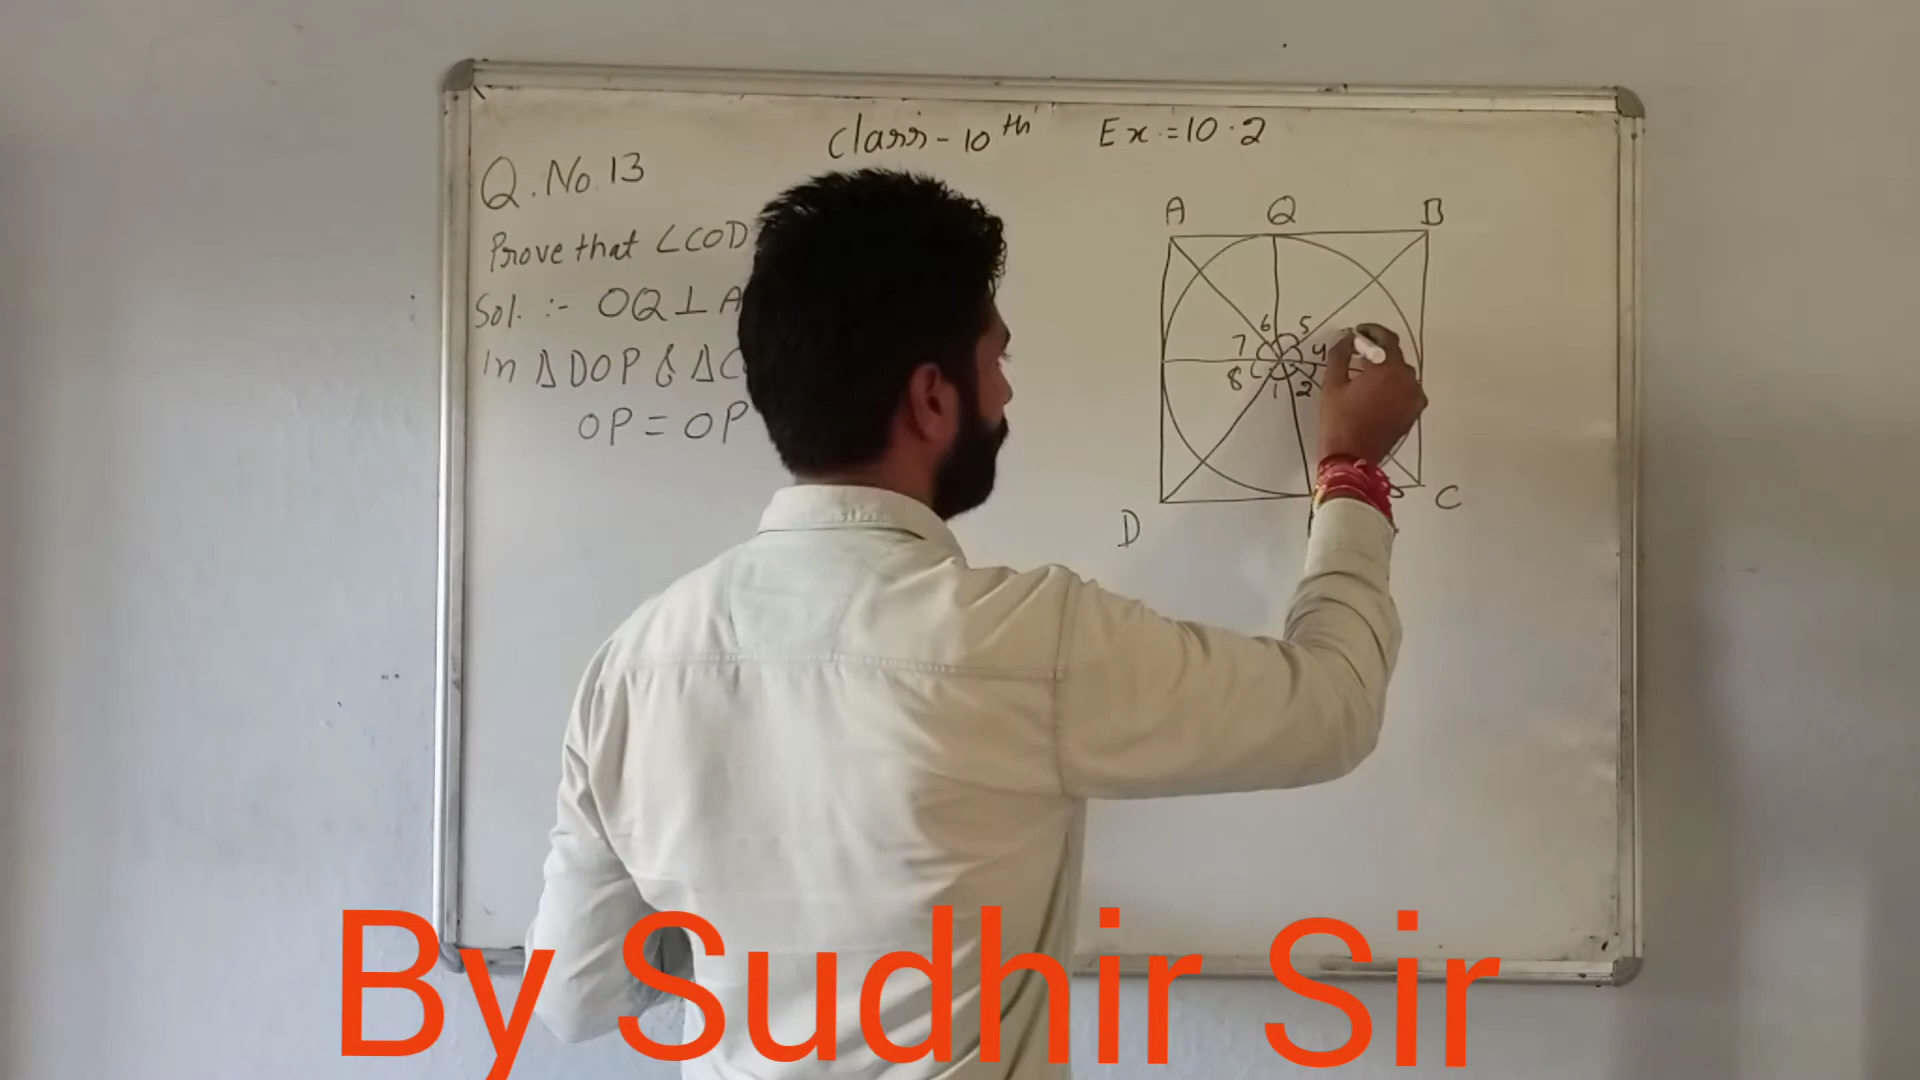 Class - 10th Ex. = 10.2
Q. No. 13
Prove that ∠COD
Sol. :- OQ ⊥ A
In Δ DOP & ΔC
OP = OP
A Q B
6 5
7 4
8 1 2
D C
By Sudhir Sir